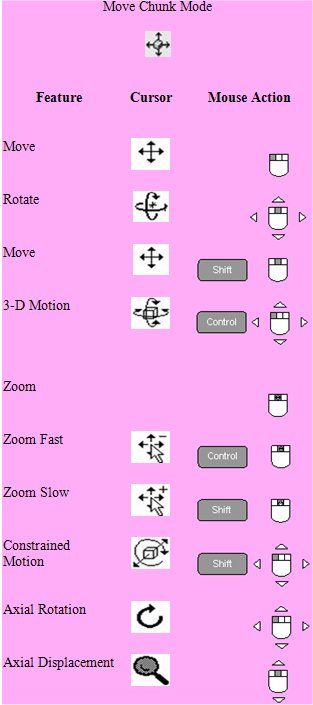 Move Chunk Mode
Feature Cursor Mouse Action
Move
Rotate
Move Shift
3-D Motion Control
Zoom
Zoom Fast Control
Zoom Slow Shift
Constrained
Motion Shift
Axial Rotation
Axial Displacement